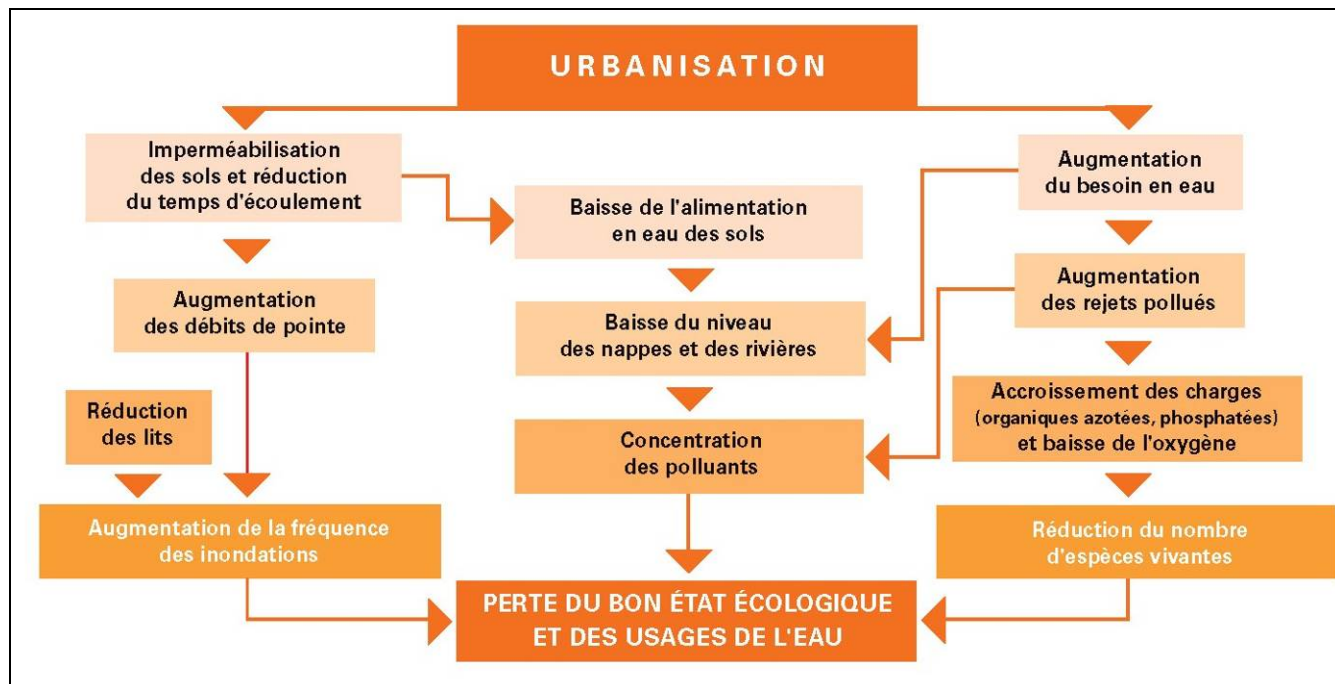 URBANISATION
Imperméabilisation
des sols et réduction
du temps d'écoulement
Augmentation
du besoin en eau
Baisse de l'alimentation
en eau des sols
Augmentation
des débits de pointe
Augmentation
des rejets pollués
Baisse du niveau
des nappes et des rivières
Réduction
des lits
Concentration
des polluants
Accroissement des charges
(organiques azotées, phosphatées)
et baisse de l'oxygène
Augmentation de la fréquence
des inondations
Réduction du nombre
d'espèces vivantes
PERTE DU BON ÉTAT ÉCOLOGIQUE
ET DES USAGES DE L'EAU